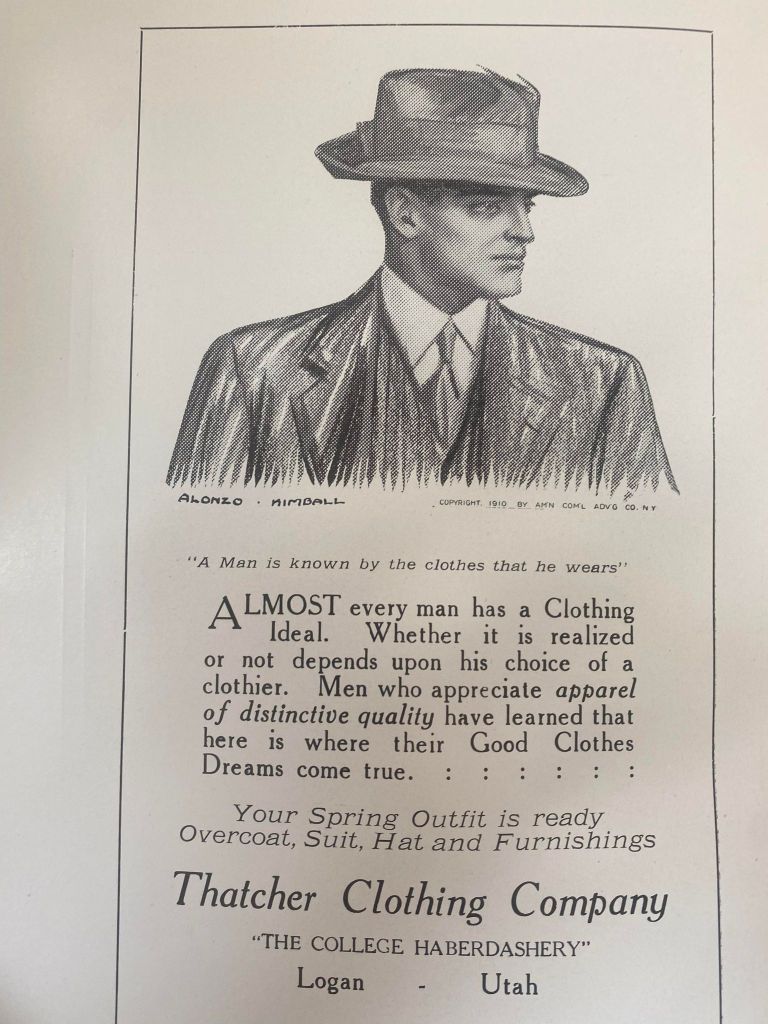 ALONZO · KIMBALL
COPYRIGHT, 1910 BY AM'N COM'L ADV'G CO. N Y
"A Man is known by the clothes that he wears"
ALMOST every man has a Clothing
Ideal. Whether it is realized
or not depends upon his choice of a
clothier. Men who appreciate apparel
of distinctive quality have learned that
here is where their Good Clothes
Dreams come true. : : : : : :
Your Spring Outfit is ready
Overcoat, Suit, Hat and Furnishings
Thatcher Clothing Company
"THE COLLEGE HABERDASHERY"
Logan - Utah